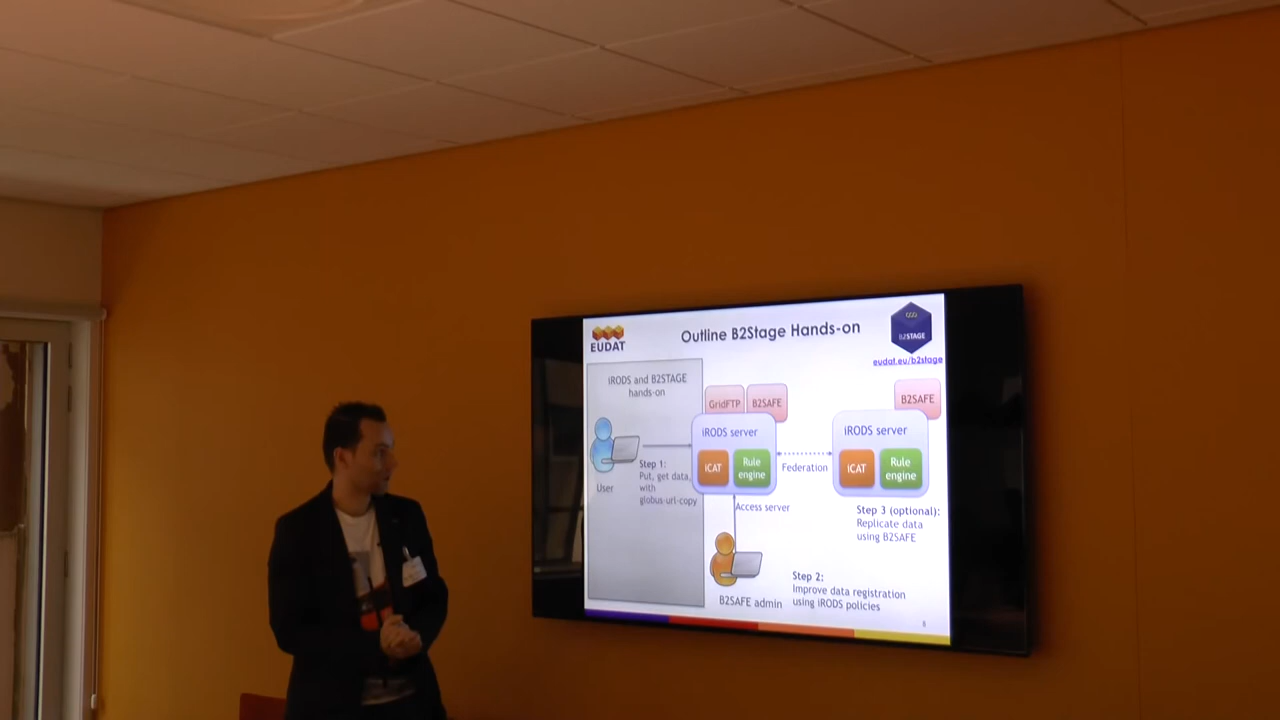 Outline B2Stage Hands-on
EUDAT
B2STAGE
eudat.eu/b2stage
iRODS and B2STAGE
hands-on
GridFTP
B2SAFE
B2SAFE
iRODS server
iRODS server
iCAT
Rule
engine
Federation
iCAT
Rule
engine
User
Step 1:
Put, get data,
with
globus-url-copy
Access server
Step 3 (optional):
Replicate data
using B2SAFE
B2SAFE admin
Step 2:
Improve data registration
using iRODS policies
8